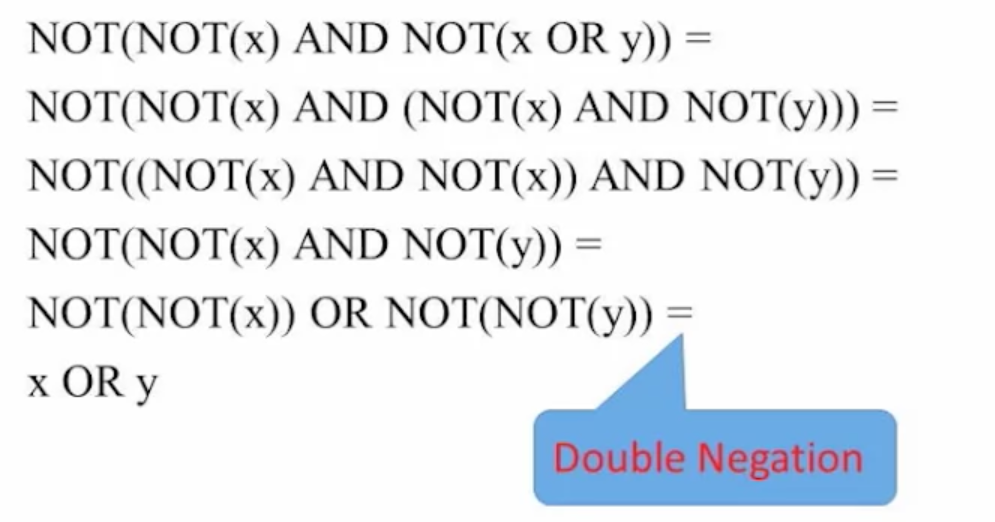 NOT(NOT(x) AND NOT(x OR y)) =
NOT(NOT(x) AND (NOT(x) AND NOT(y))) =
NOT((NOT(x) AND NOT(x)) AND NOT(y)) =
NOT(NOT(x) AND NOT(y)) =
NOT(NOT(x)) OR NOT(NOT(y)) =
x OR y
Double Negation